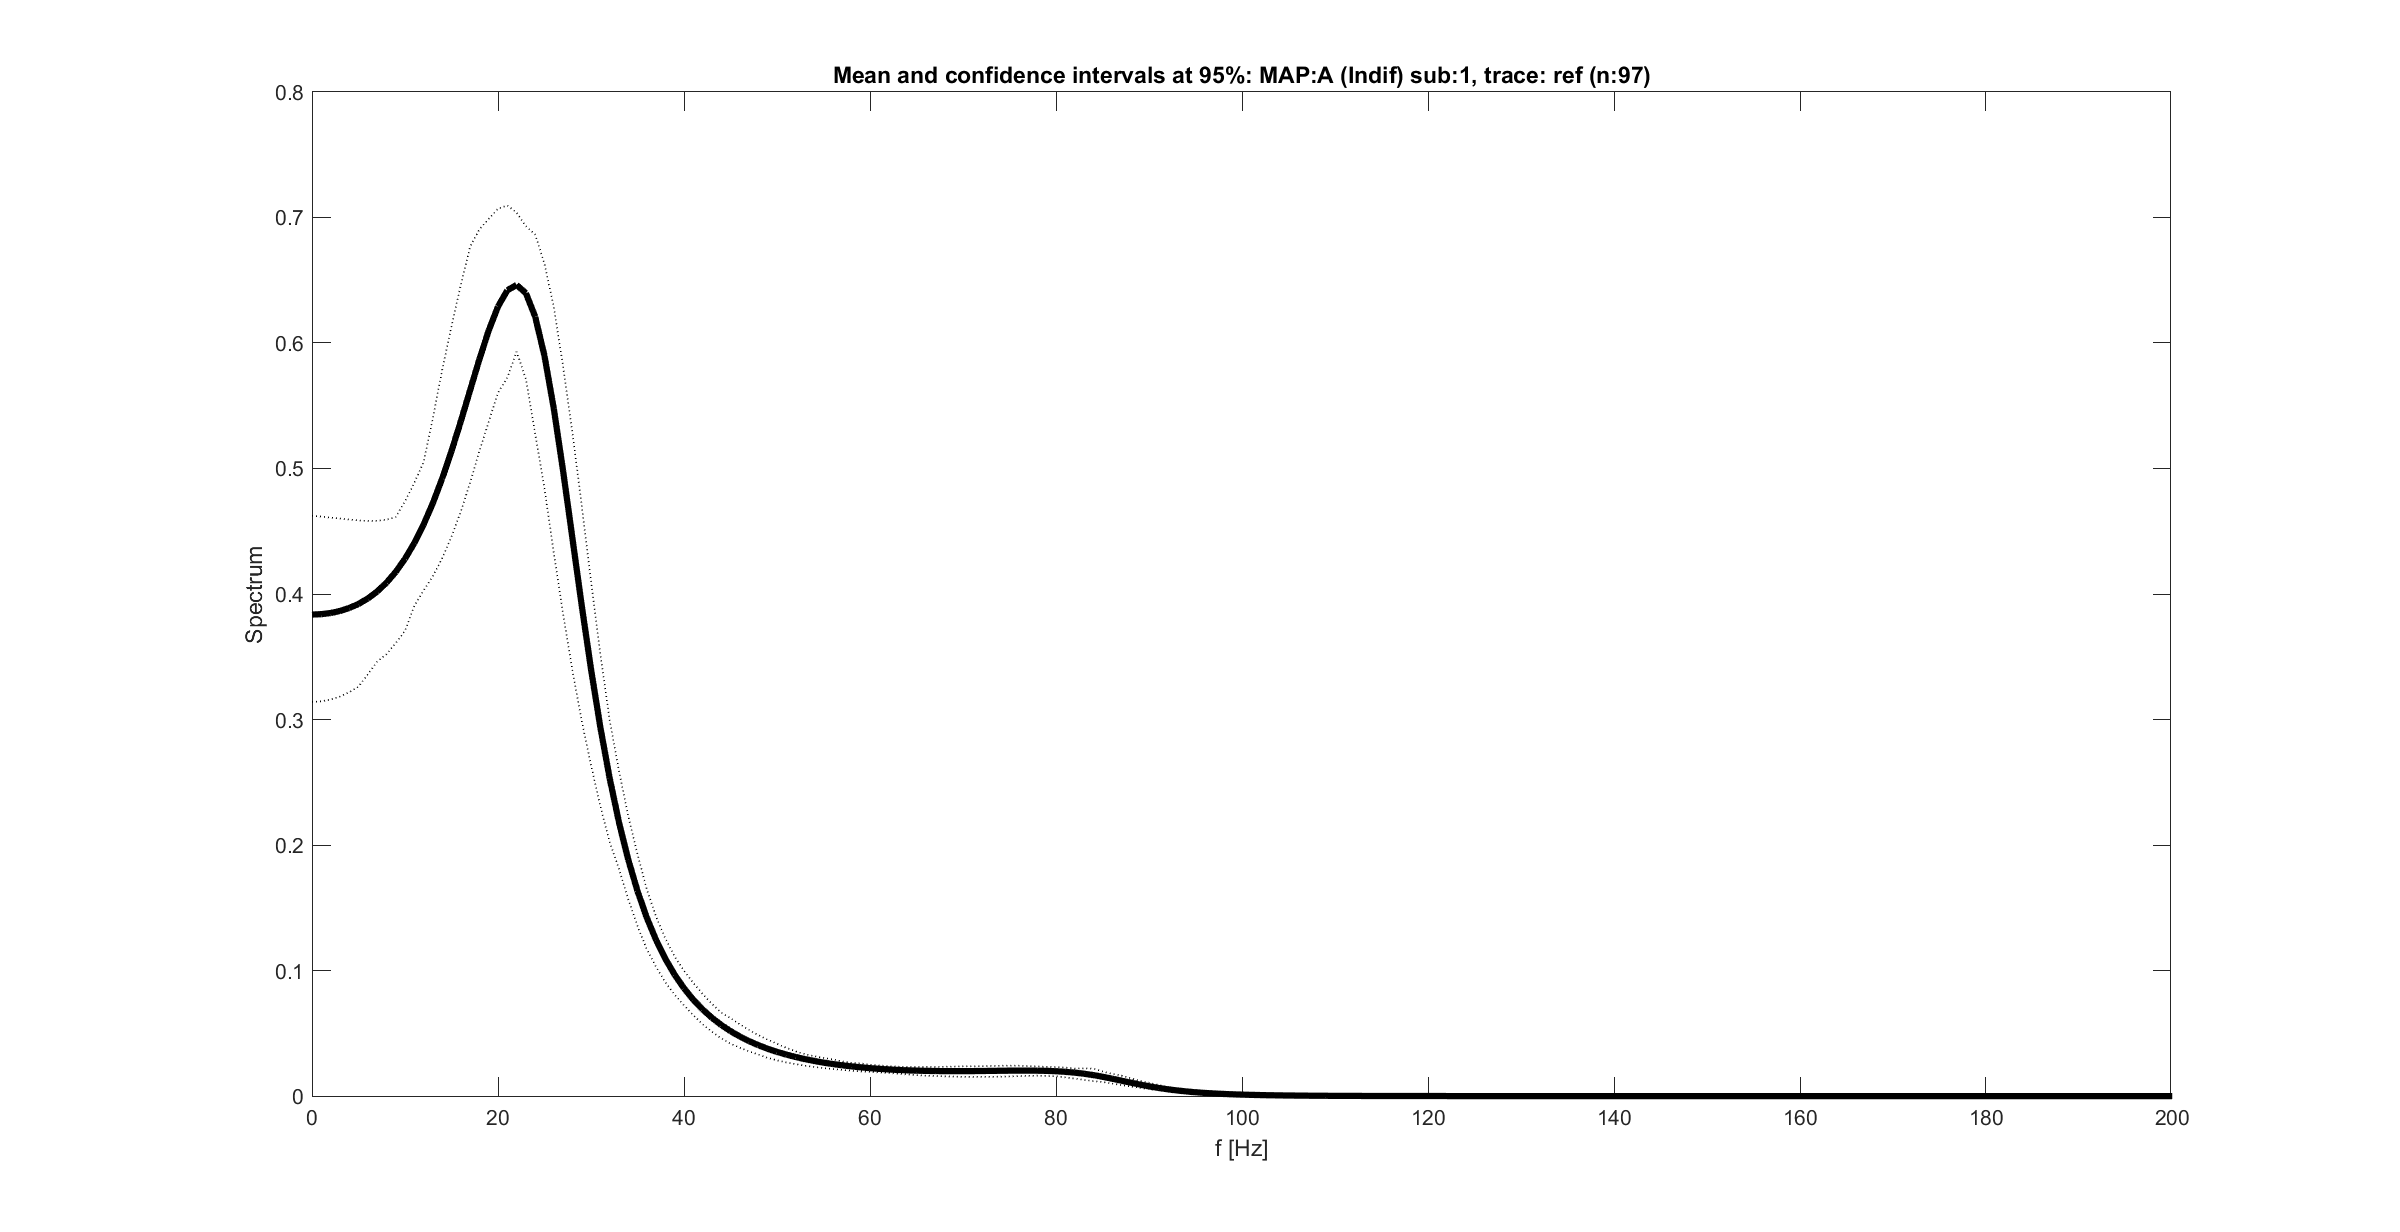 Mean and confidence intervals at 95%: MAP:A (Indif) sub:1, trace: ref (n:97)
0.8
0.7
0.6
0.5
0.4
0.3
0.2
0.1
0
Spectrum
0 20 40 60 80 100 120 140 160 180 200
f [Hz]